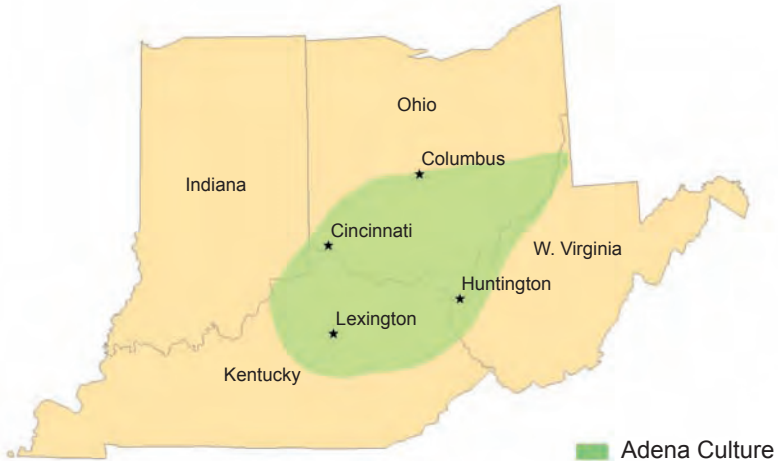 Ohio
Columbus
Indiana
Cincinnati
W. Virginia
Huntington
Lexington
Kentucky
Adena Culture